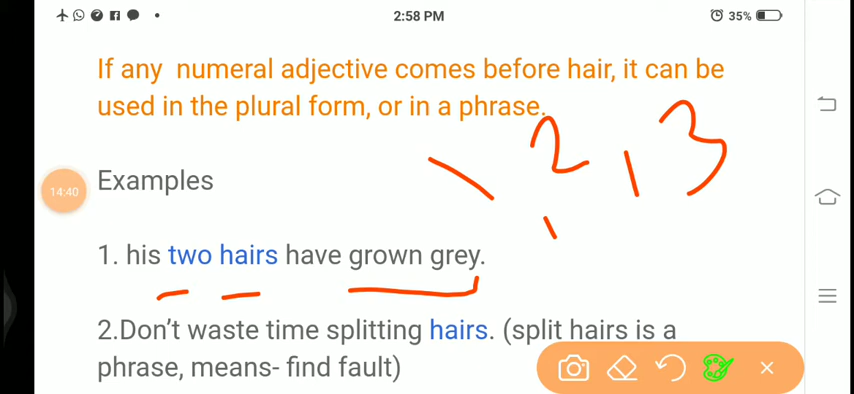 2:58 PM
35%
If any numeral adjective comes before hair, it can be
used in the plural form, or in a phrase.
2, 3
14:40
Examples
1. his two hairs have grown grey.
2.Don't waste time splitting hairs. (split hairs is a
phrase, means- find fault)